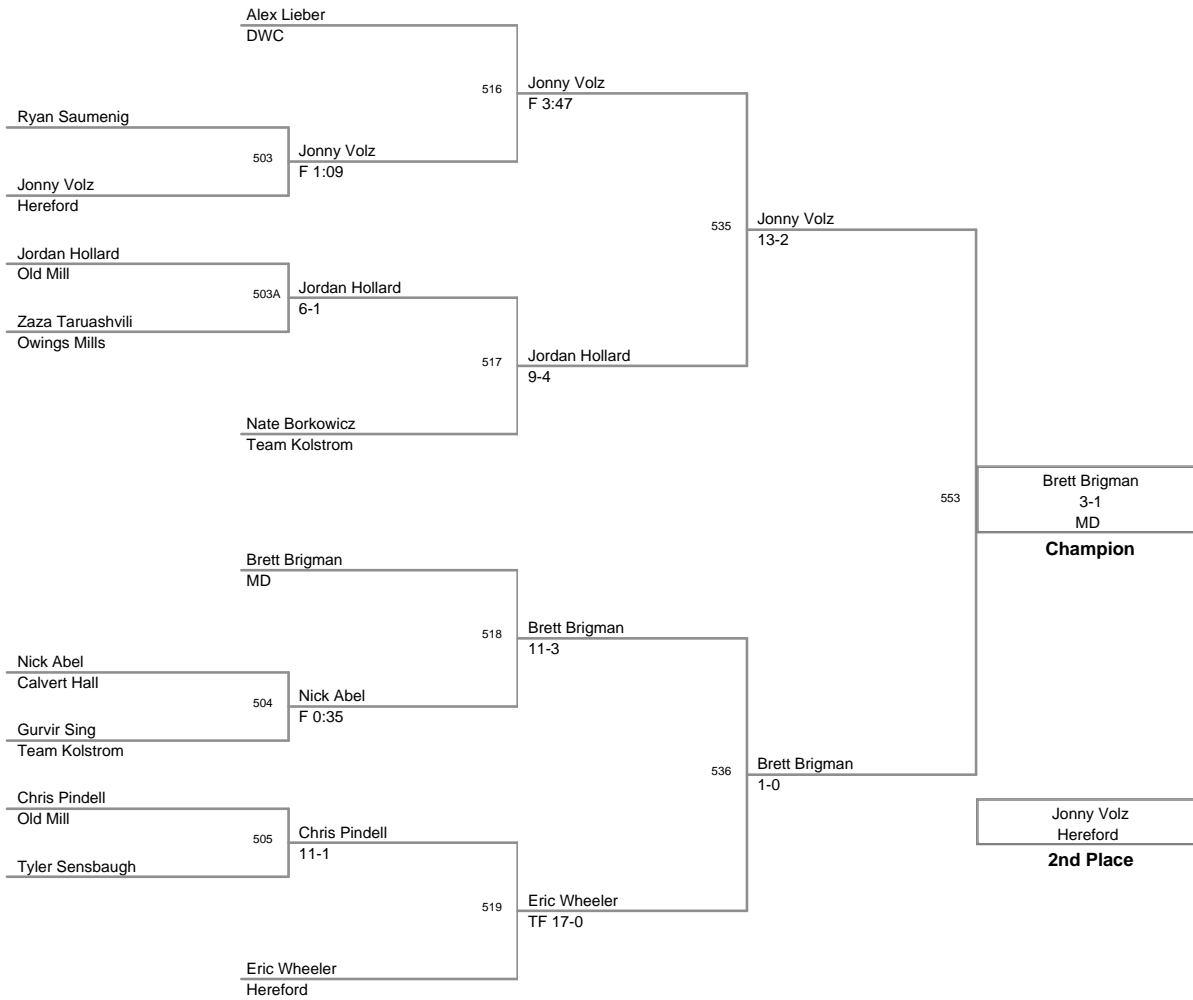 Alex Lieber
DWC
516
Jonny Volz
F 3:47
Ryan Saumenig
503
Jonny Volz
F 1:09
Jonny Volz
Hereford
535
Jonny Volz
13-2
Jordan Hollard
Old Mill
503A
Jordan Hollard
6-1
Zaza Taruashvili
Owings Mills
517
Jordan Hollard
9-4
Nate Borkowicz
Team Kolstrom
553
Brett Brigman
3-1
MD
Champion
Brett Brigman
MD
518
Brett Brigman
11-3
Nick Abel
Calvert Hall
504
Nick Abel
F 0:35
Gurvir Sing
Team Kolstrom
536
Brett Brigman
1-0
Chris Pindell
Old Mill
505
Chris Pindell
11-1
Tyler Sensbaugh
519
Eric Wheeler
TF 17-0
Eric Wheeler
Hereford
Jonny Volz
Hereford
2nd Place